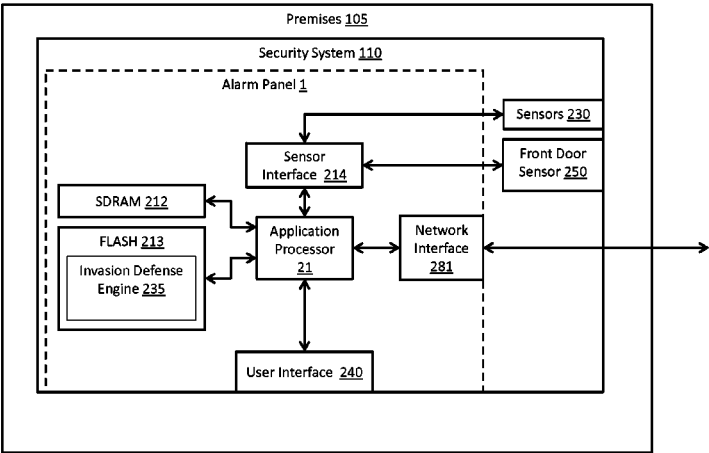 Premises 105
Security System 110
Alarm Panel 1
Sensors 230
Front Door
Sensor 250
Sensor
Interface 214
SDRAM 212
FLASH 213
Invasion Defense
Engine 235
Application
Processor
21
Network
Interface
281
User Interface 240